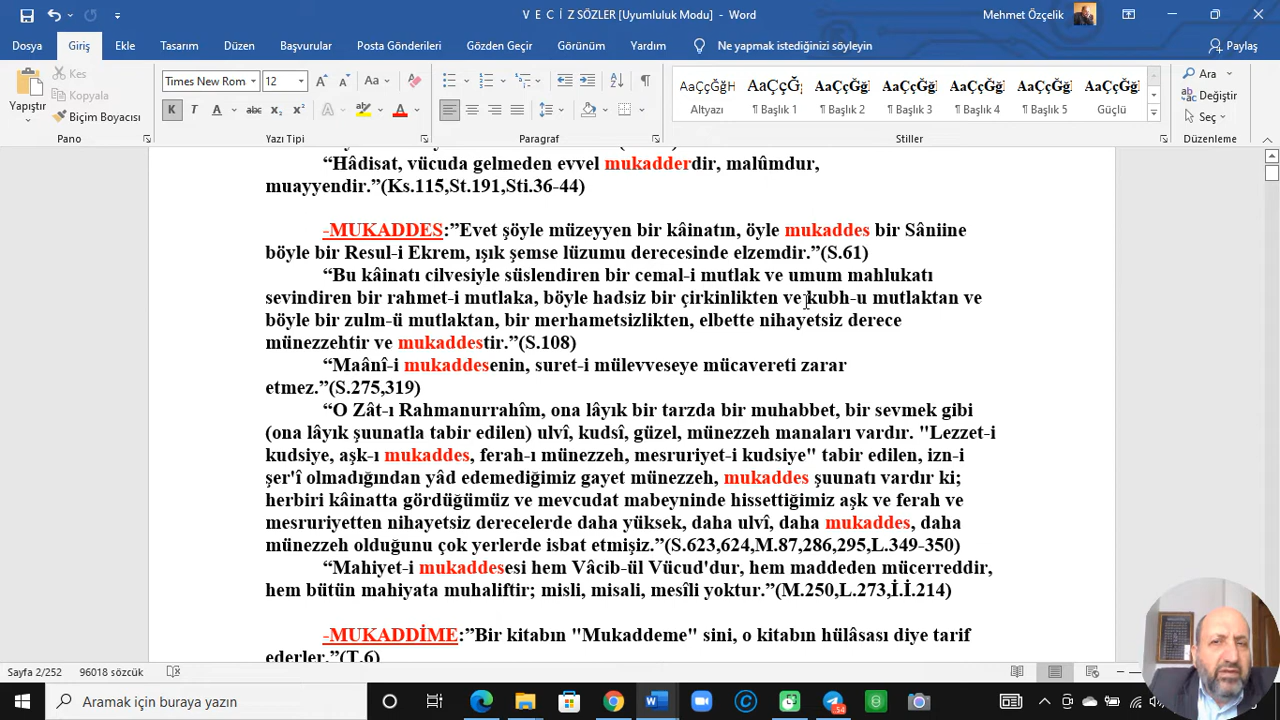 V E C İ Z SÖZLER [Uyumluluk Modu] - Word
Mehmet Özçelik
Dosya Giriş Ekle Tasarım Düzen Başvurular Posta Gönderileri Gözden Geçir Görünüm Yardım Ne yapmak istediğinizi söyleyin Paylaş
Yapıştır
Kes
Kopyala
Biçim Boyacısı
Times New Rom 12
AaÇçĞğ Altyazı
AaÇçĞ ¶ Başlık 1
AaÇçĞğ ¶ Başlık 2
AaÇçĞğ ¶ Başlık 3
AaÇçĞğ ¶ Başlık 4
AaÇçĞğ ¶ Başlık 5
AaÇçĞğ Güçlü
Ara
Değiştir
Seç
Pano Yazı Tipi Paragraf Stiller Düzenleme
“Hâdisat, vücuda gelmeden evvel mukadderdir, malûmdur,
muayyendir.”(Ks.115,St.191,Sti.36-44)
-MUKADDES:”Evet şöyle müzeyyen bir kâinatın, öyle mukaddes bir Sâniine
böyle bir Resul-i Ekrem, ışık şemse lüzumu derecesinde elzemdir.”(S.61)
“Bu kâinatı cilvesiyle süslendiren bir cemal-i mutlak ve umum mahlukatı
sevindiren bir rahmet-i mutlaka, böyle hadsiz bir çirkinlikten ve kubh-u mutlaktan ve
böyle bir zulm-ü mutlaktan, bir merhametsizlikten, elbette nihayetsiz derece
münezzehtir ve mukaddestir.”(S.108)
“Maânî-i mukaddesenin, suret-i mülevveseye mücavereti zarar
etmez.”(S.275,319)
“O Zât-ı Rahmanurrahîm, ona lâyık bir tarzda bir muhabbet, bir sevmek gibi
(ona lâyık şuunatla tabir edilen) ulvî, kudsî, güzel, münezzeh manaları vardır. "Lezzet-i
kudsiye, aşk-ı mukaddes, ferah-ı münezzeh, mesruriyet-i kudsiye" tabir edilen, izn-i
şer'î olmadığından yâd edemediğimiz gayet münezzeh, mukaddes şuunatı vardır ki;
herbiri kâinatta gördüğümüz ve mevcudat mabeyninde hissettiğimiz aşk ve ferah ve
mesruriyetten nihayetsiz derecelerde daha yüksek, daha ulvî, daha mukaddes, daha
münezzeh olduğunu çok yerlerde isbat etmişiz.”(S.623,624,M.87,286,295,L.349-350)
“Mahiyet-i mukaddesesi hem Vâcib-ül Vücud'dur, hem maddeden mücerreddir,
hem bütün mahiyata muhaliftir; misli, misali, mesîli yoktur.”(M.250,L.273,İ.İ.214)
-MUKADDİME:”Bir kitabın "Mukaddeme" sini, o kitabın hülâsası diye tarif
ederler.”(T.6)
Sayfa 2/252 96018 sözcük
Aramak için buraya yazın
54